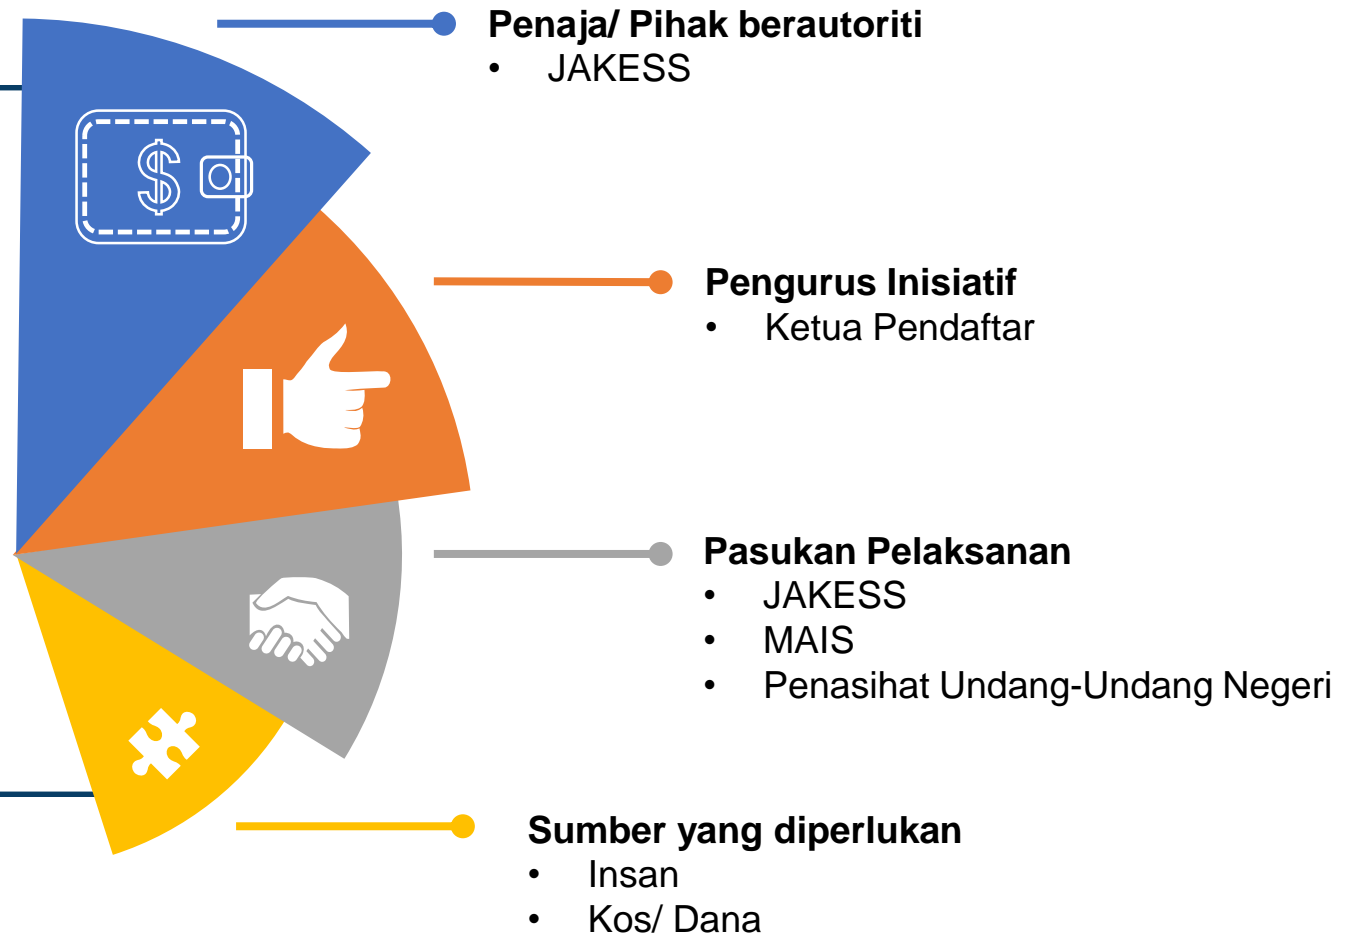 Penaja/ Pihak berautoriti
• JAKESS
Pengurus Inisiatif
• Ketua Pendaftar
Pasukan Pelaksanan
• JAKESS
• MAIS
• Penasihat Undang-Undang Negeri
Sumber yang diperlukan
• Insan
• Kos/ Dana